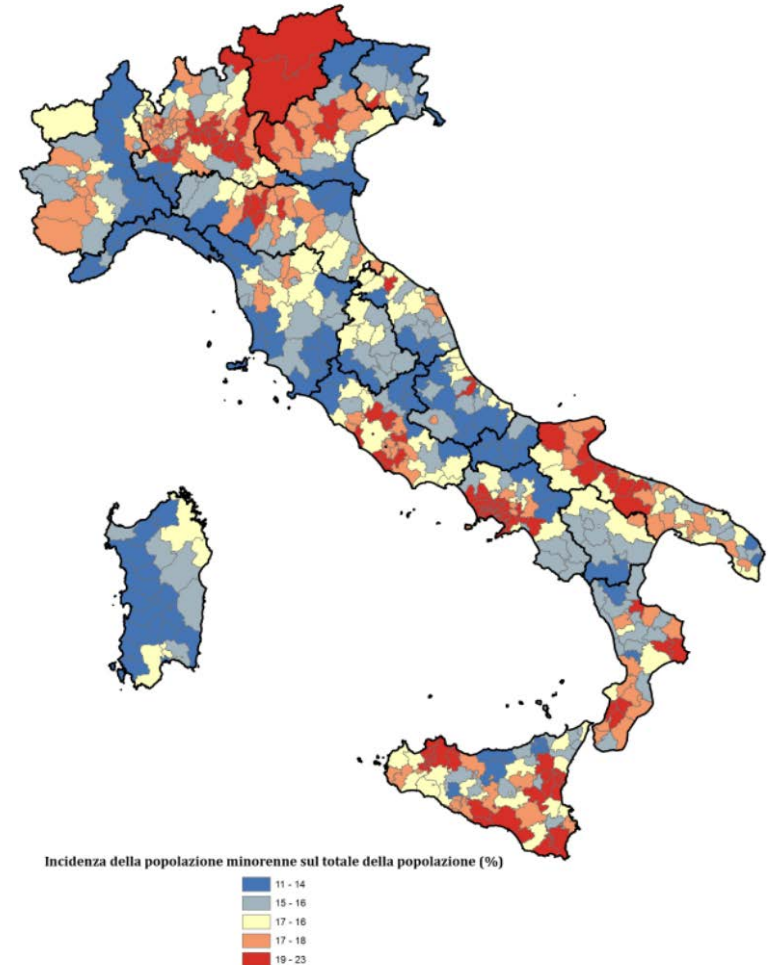 Incidenza della popolazione minorenne sul totale della popolazione (%)
11 - 14
15 - 16
17 - 16
17 - 18
19 - 23